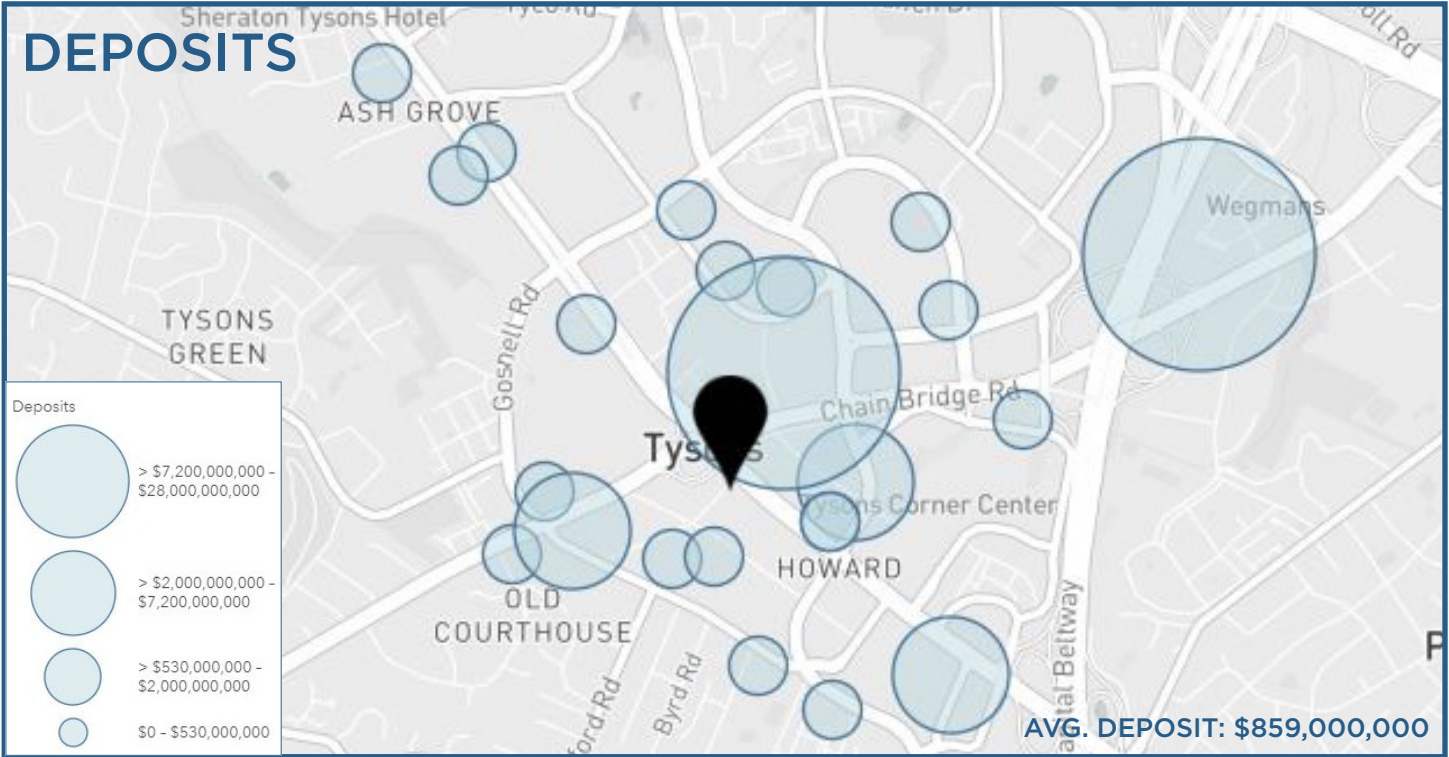 Sheraton Tysons Hotel
DEPOSITS
ASH GROVE
Wegmans
TYSONS
GREEN
Gosnell Rd
Chain Bridge Rd
Tysons
Tysons Corner Center
HOWARD
OLD
COURTHOUSE
Byrd Rd
Deposits
> $7,200,000,000 -
$28,000,000,000
> $2,000,000,000 -
$7,200,000,000
> $530,000,000 -
$2,000,000,000
$0 - $530,000,000
AVG. DEPOSIT: $859,000,000